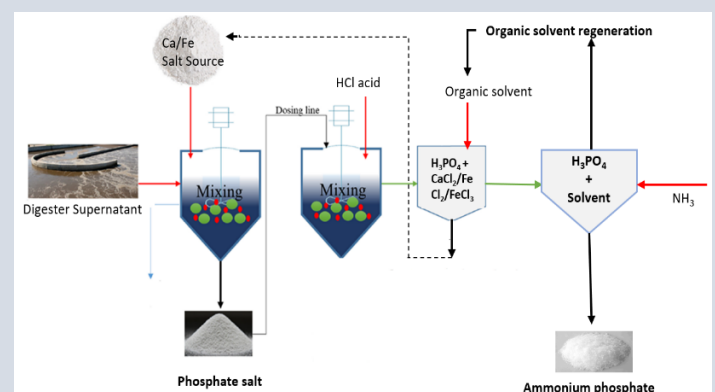 Ca/Fe
Salt Source
Organic solvent regeneration
HCl acid
Organic solvent
Dosing line
H₃PO₄ +
CaCl₂/Fe
Cl₂/FeCl₃
H₃PO₄
+
Solvent
Mixing
Mixing
Digester Supernatant
NH₃
Phosphate salt
Ammonium phosphate